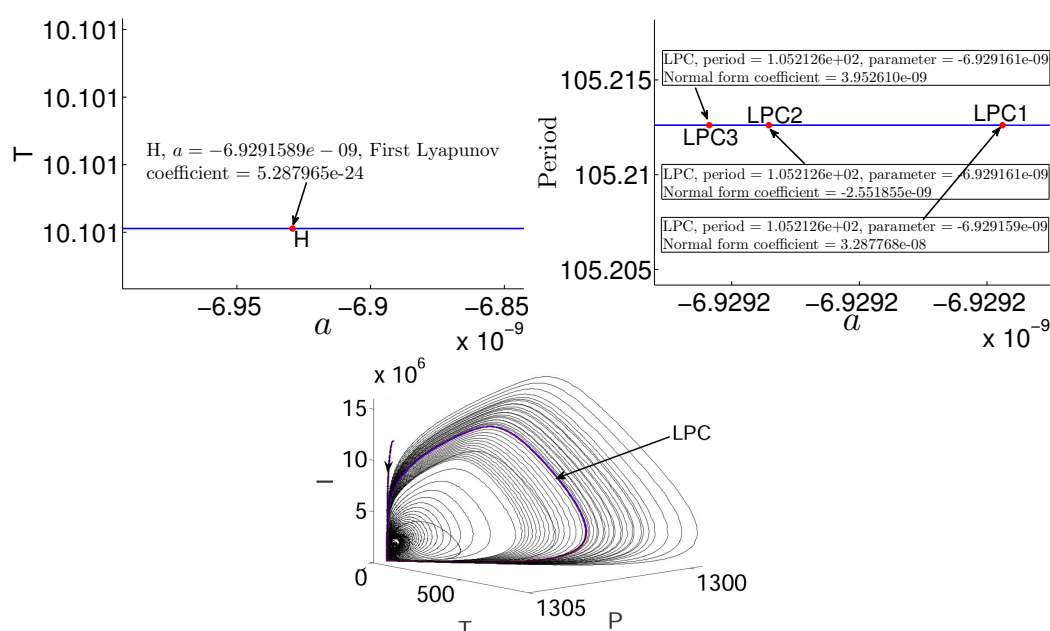 10.101
10.101
10.101
10.101
T
H, a = −6.9291589e − 09, First Lyapunov
coefficient = 5.287965e-24
H
−6.95
−6.9
−6.85
a
x 10⁻⁹
105.215
105.21
105.205
Period
LPC, period = 1.052126e+02, parameter = -6.929161e-09
Normal form coefficient = 3.952610e-09
LPC3
LPC2
LPC1
LPC, period = 1.052126e+02, parameter = -6.929161e-09
Normal form coefficient = -2.551855e-09
LPC, period = 1.052126e+02, parameter = -6.929159e-09
Normal form coefficient = 3.287768e-08
−6.9292
−6.9292
−6.9292
a
x 10⁻⁹
x 10⁶
15
10
5
0
I
LPC
0
500
1305
1300
T
P